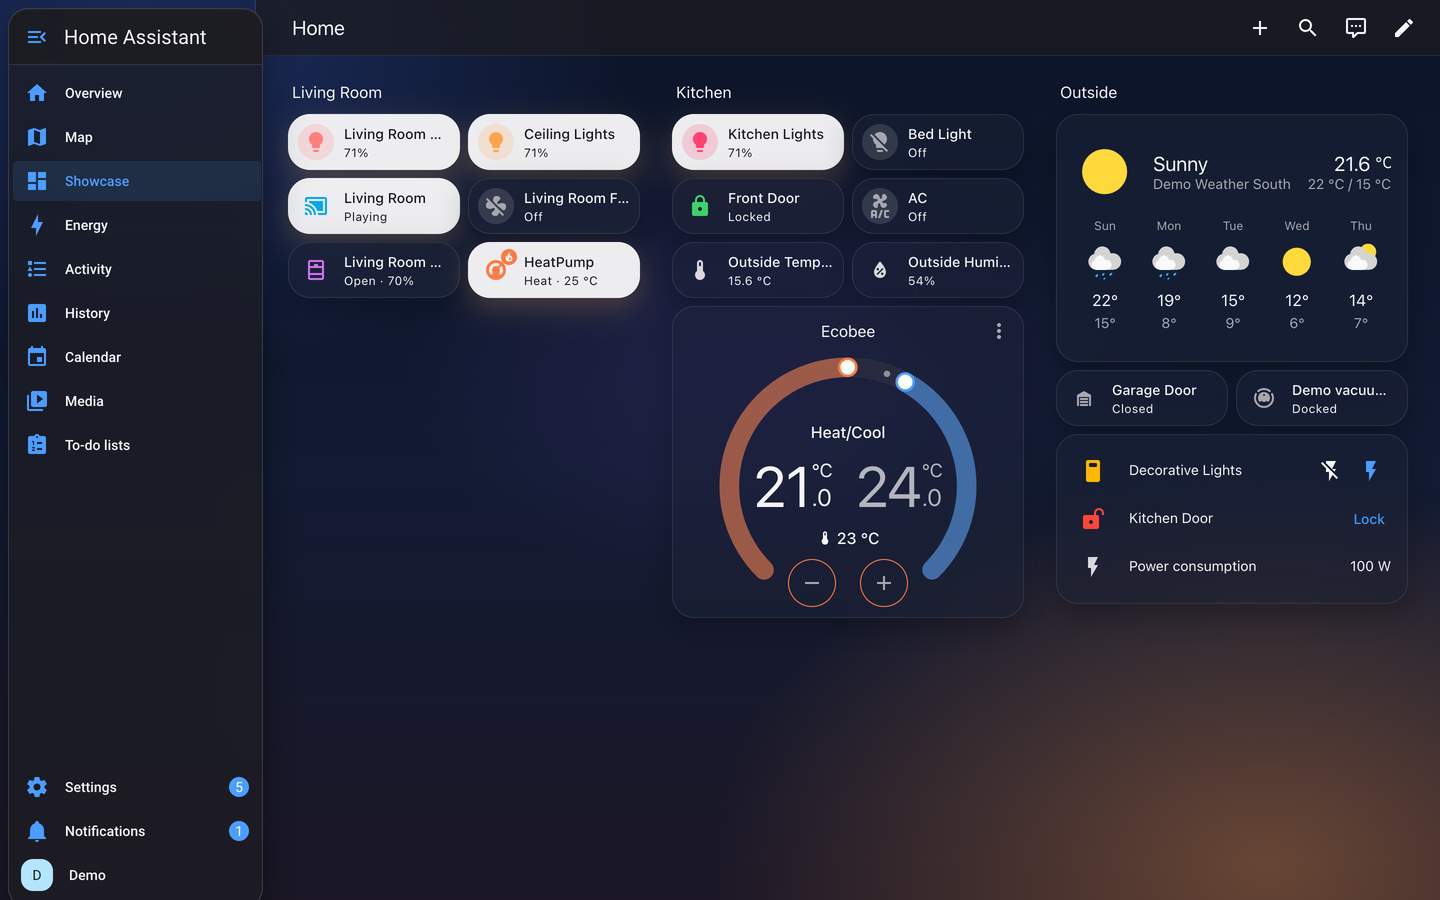 Home Assistant
Overview
Map
Showcase
Energy
Activity
History
Calendar
Media
To-do lists
Settings 5
Notifications 1
D Demo
Home
Living Room
Living Room ...
71%
Ceiling Lights
71%
Living Room
Playing
Living Room F...
Off
Living Room ...
Open · 70%
HeatPump
Heat · 25 °C
Kitchen
Kitchen Lights
71%
Bed Light
Off
Front Door
Locked
A/C
AC
Off
Outside Temp...
15.6 °C
Outside Humi...
54%
Ecobee
Heat/Cool
21.0 °C 24.0 °C
23 °C
Outside
Sunny 21.6 °C
Demo Weather South 22 °C / 15 °C
Sun Mon Tue Wed Thu
22° 19° 15° 12° 14°
15° 8° 9° 6° 7°
Garage Door
Closed
Demo vacuu...
Docked
Decorative Lights
Kitchen Door Lock
Power consumption 100 W